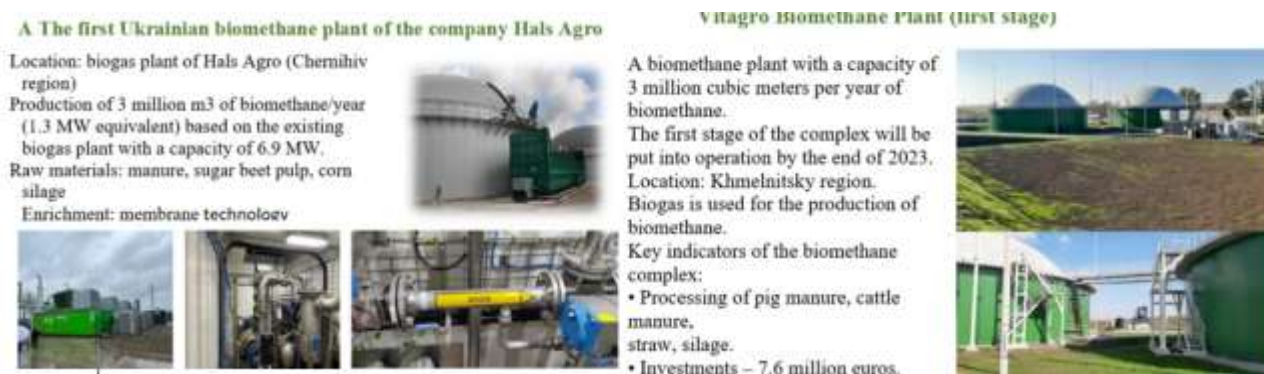 A The first Ukrainian biomethane plant of the company Hals Agro
Location: biogas plant of Hals Agro (Chernihiv
region)
Production of 3 million m3 of biomethane/year
(1.3 MW equivalent) based on the existing
biogas plant with a capacity of 6.9 MW.
Raw materials: manure, sugar beet pulp, corn
silage
Enrichment: membrane technology
Vitagro Biomethane Plant (first stage)
A biomethane plant with a capacity of
3 million cubic meters per year of
biomethane.
The first stage of the complex will be
put into operation by the end of 2023.
Location: Khmelnitsky region.
Biogas is used for the production of
biomethane.
Key indicators of the biomethane
complex:
• Processing of pig manure, cattle
manure,
straw, silage.
• Investments – 7.6 million euros.